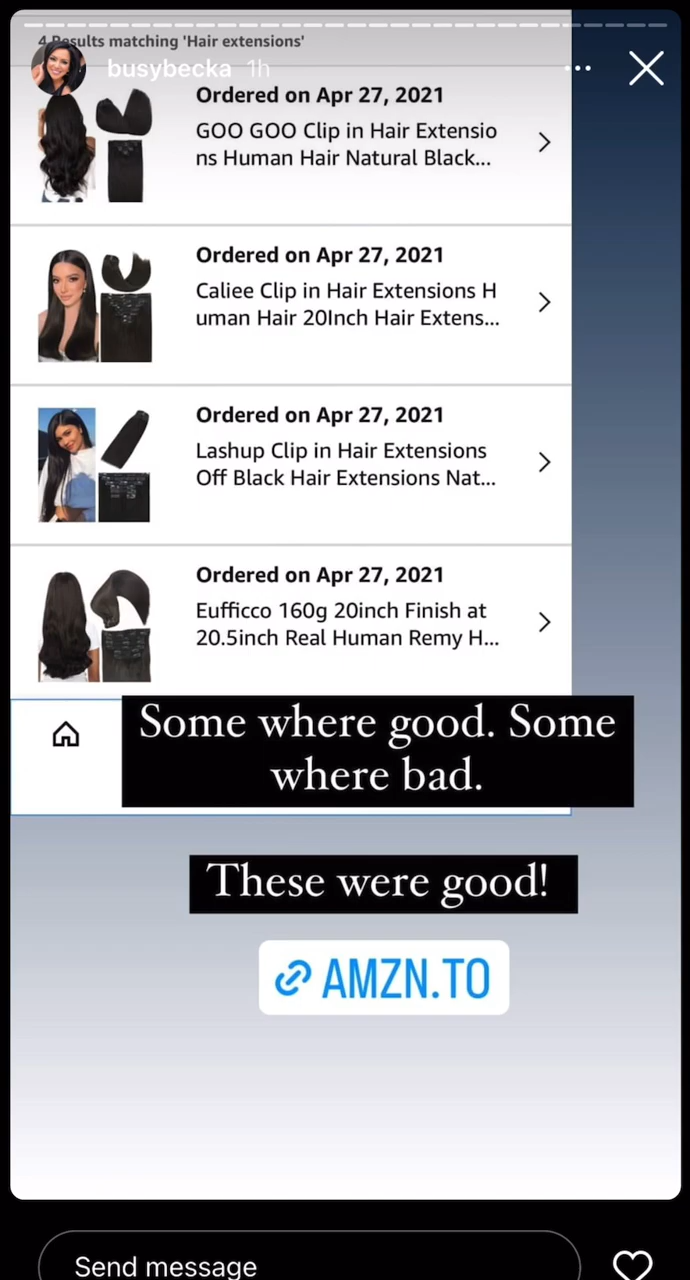 4 Results matching 'Hair extensions'
busybecka 1h
Ordered on Apr 27, 2021
GOO GOO Clip in Hair Extensio
ns Human Hair Natural Black...
Ordered on Apr 27, 2021
Caliee Clip in Hair Extensions H
uman Hair 20Inch Hair Extens...
Ordered on Apr 27, 2021
Lashup Clip in Hair Extensions
Off Black Hair Extensions Nat...
Ordered on Apr 27, 2021
Eufficco 160g 20inch Finish at
20.5inch Real Human Remy H...
Some where good. Some
where bad.
These were good!
AMZN.TO
Send message